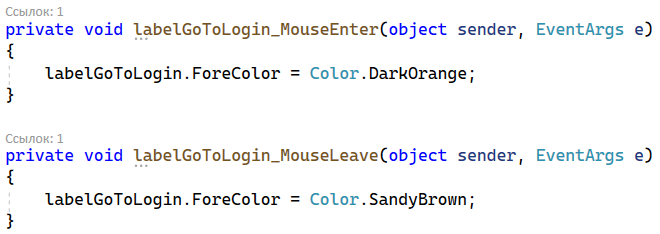 Ссылок: 1
private void labelGoToLogin_MouseEnter(object sender, EventArgs e)
{
    labelGoToLogin.ForeColor = Color.DarkOrange;
}
Ссылок: 1
private void labelGoToLogin_MouseLeave(object sender, EventArgs e)
{
    labelGoToLogin.ForeColor = Color.SandyBrown;
}